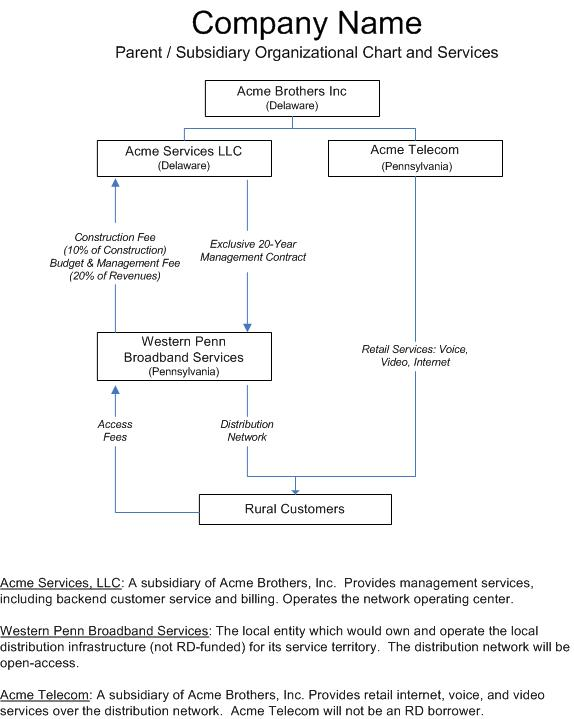 Company Name
Parent / Subsidiary Organizational Chart and Services
Acme Brothers Inc
(Delaware)
Acme Services LLC
(Delaware)
Acme Telecom
(Pennsylvania)
Construction Fee
(10% of Construction)
Budget & Management Fee
(20% of Revenues)
Exclusive 20-Year
Management Contract
Western Penn
Broadband Services
(Pennsylvania)
Retail Services: Voice,
Video, Internet
Access
Fees
Distribution
Network
Rural Customers
Acme Services, LLC: A subsidiary of Acme Brothers, Inc.  Provides management services,
including backend customer service and billing. Operates the network operating center.
Western Penn Broadband Services: The local entity which would own and operate the local
distribution infrastructure (not RD-funded) for its service territory.  The distribution network will be
open-access.
Acme Telecom: A subsidiary of Acme Brothers, Inc. Provides retail internet, voice, and video
services over the distribution network.  Acme Telecom will not be an RD borrower.